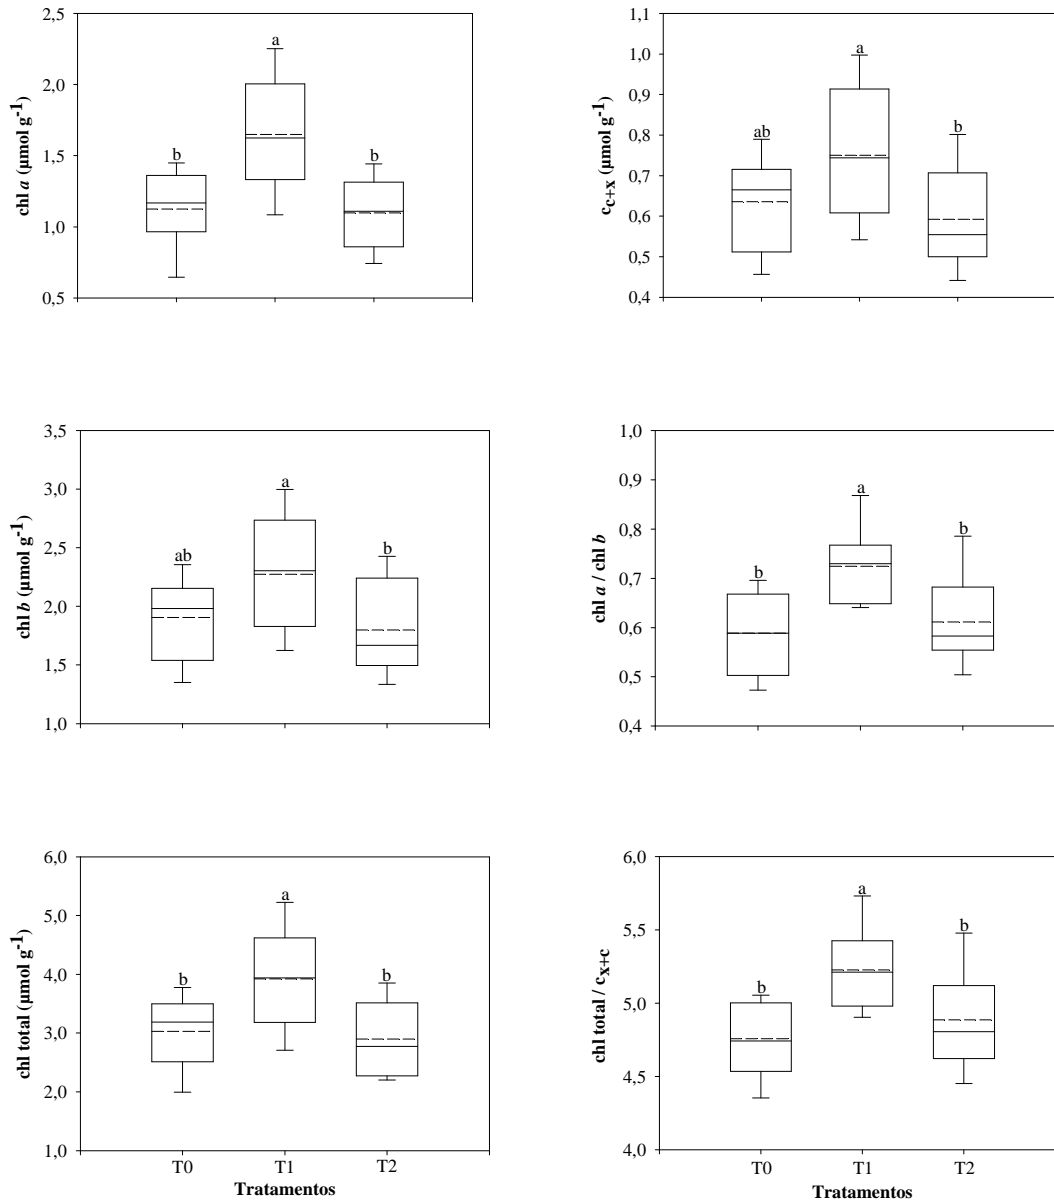 2,5
2,0
1,5
1,0
0,5
chl a (µmol g-1)
b
a
b
1,1
1,0
0,9
0,8
0,7
0,6
0,5
0,4
cc+x (µmol g-1)
ab
a
b
3,5
3,0
2,5
2,0
1,5
1,0
chl b (µmol g-1)
ab
a
b
1,0
0,9
0,8
0,7
0,6
0,5
0,4
chl a / chl b
b
a
b
6,0
5,0
4,0
3,0
2,0
1,0
chl total (µmol g-1)
b
a
b
T0 T1 T2
Tratamentos
6,0
5,5
5,0
4,5
4,0
chl total / cx+c
b
a
b
T0 T1 T2
Tratamentos